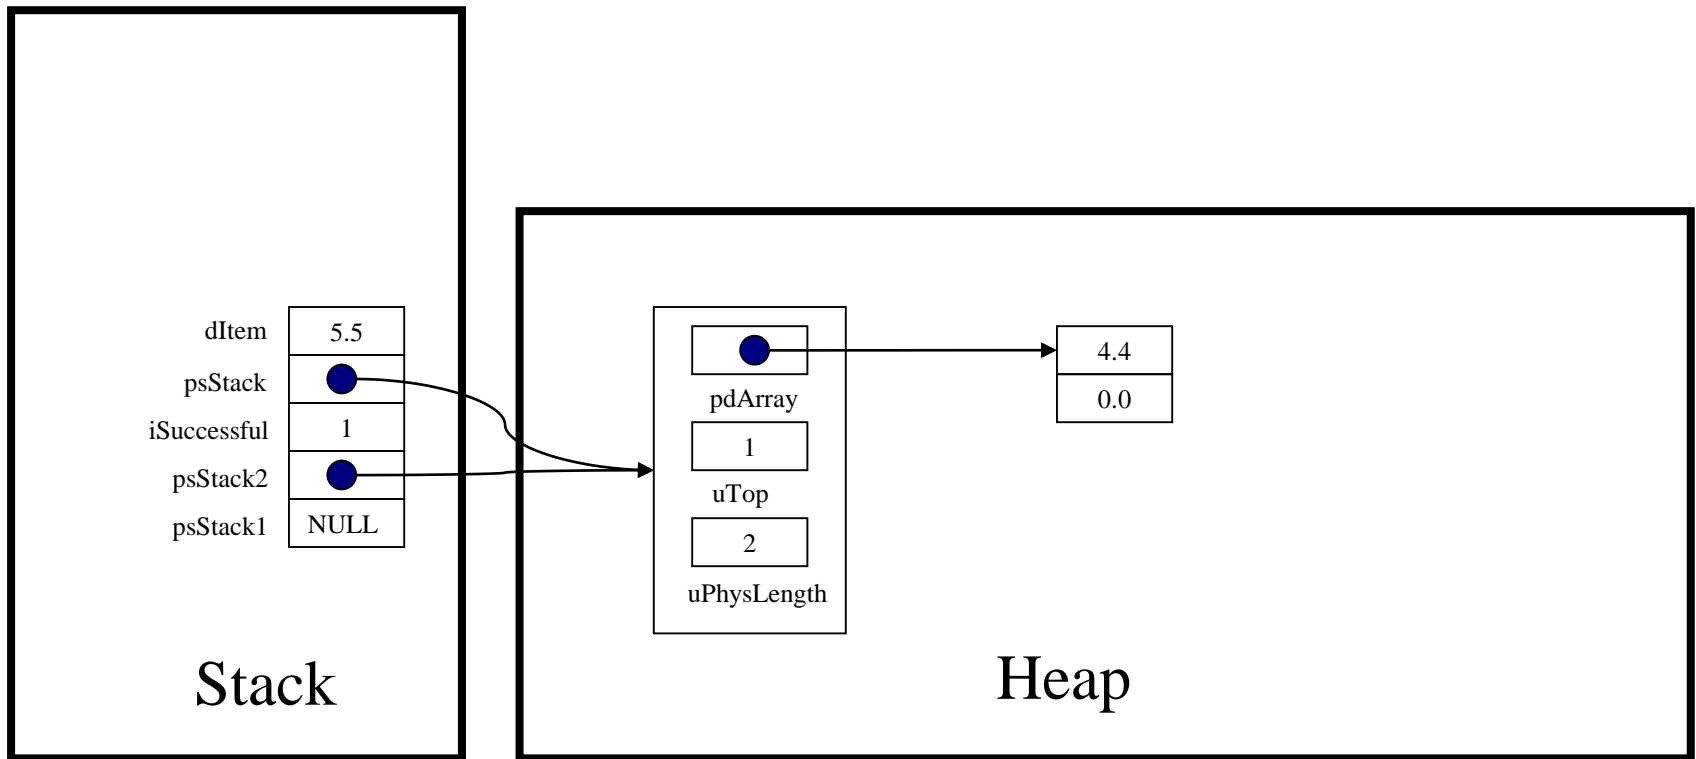 dItem 5.5
psStack
iSuccessful 1
psStack2
psStack1 NULL
Stack
pdArray
1
uTop
2
uPhysLength
4.4
0.0
Heap